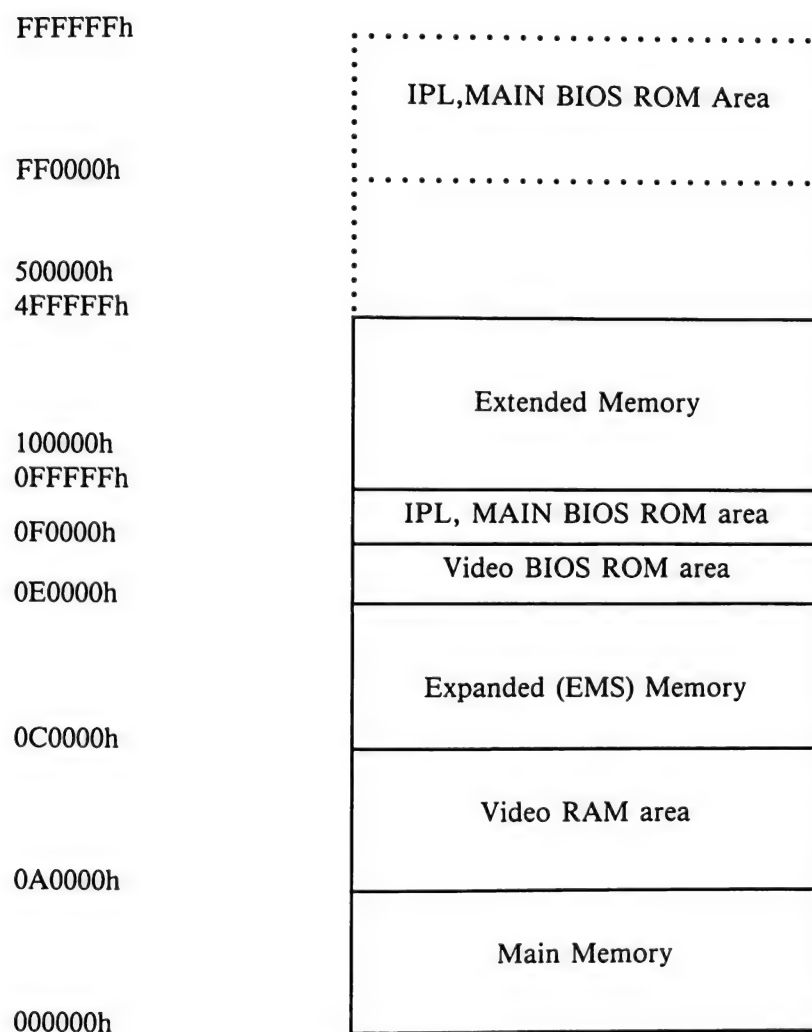 FFFFFFh
IPL,MAIN BIOS ROM Area
FF0000h
500000h
4FFFFFh
Extended Memory
100000h
0FFFFFh
IPL, MAIN BIOS ROM area
0F0000h
Video BIOS ROM area
0E0000h
Expanded (EMS) Memory
0C0000h
Video RAM area
0A0000h
Main Memory
000000h